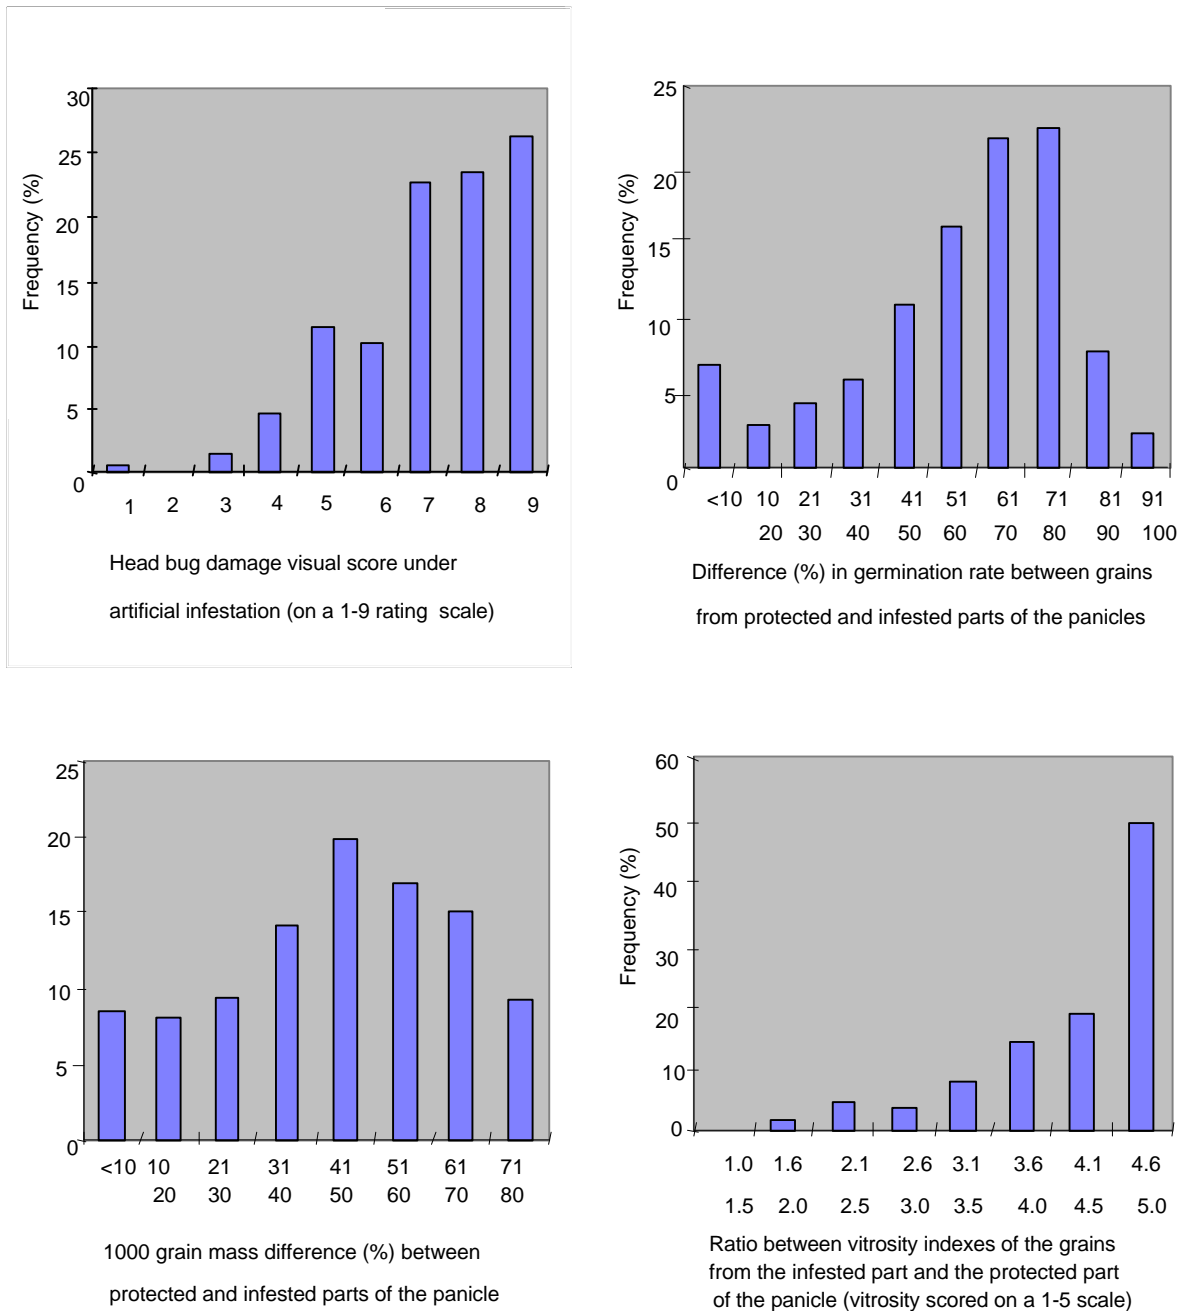 30
25
20
15
10
5
0
Frequency (%)
1 2 3 4 5 6 7 8 9
Head bug damage visual score under
artificial infestation (on a 1-9 rating scale)
25
20
15
10
5
0
Frequency (%)
<10 10 21 31 41 51 61 71 81 91
20 30 40 50 60 70 80 90 100
Difference (%) in germination rate between grains
from protected and infested parts of the panicles
25
20
15
10
5
0
<10 10 21 31 41 51 61 71
20 30 40 50 60 70 80
1000 grain mass difference (%) between
protected and infested parts of the panicle
60
50
40
30
20
10
0
Frequency (%)
1.0 1.6 2.1 2.6 3.1 3.6 4.1 4.6
1.5 2.0 2.5 3.0 3.5 4.0 4.5 5.0
Ratio between vitrosity indexes of the grains
from the infested part and the protected part
of the panicle (vitrosity scored on a 1-5 scale)